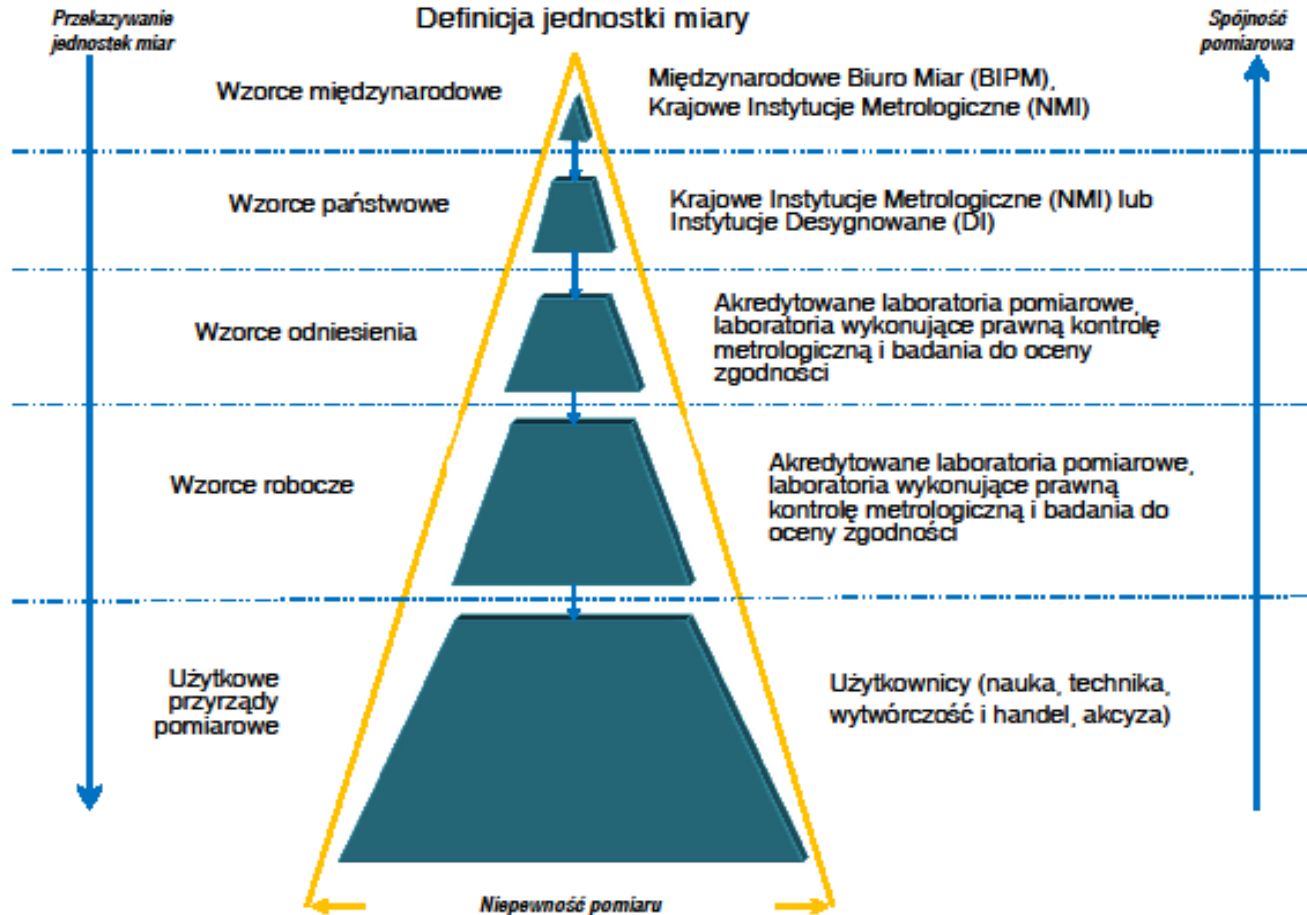 Przekazywanie
jednostek miar
Definicja jednostki miary
Spójność
pomiarowa
Wzorce międzynarodowe
Międzynarodowe Biuro Miar (BIPM),
Krajowe Instytucje Metrologiczne (NMI)
Wzorce państwowe
Krajowe Instytucje Metrologiczne (NMI) lub
Instytucje Desygnowane (DI)
Wzorce odniesienia
Akredytowane laboratoria pomiarowe,
laboratoria wykonujące prawną kontrolę
metrologiczną i badania do oceny
zgodności
Wzorce robocze
Akredytowane laboratoria pomiarowe,
laboratoria wykonujące prawną
kontrolę metrologiczną i badania do
oceny zgodności
Użytkowe
przyrządy
pomiarowe
Użytkownicy (nauka, technika,
wytwórczość i handel, akcyza)
Niepewność pomiaru